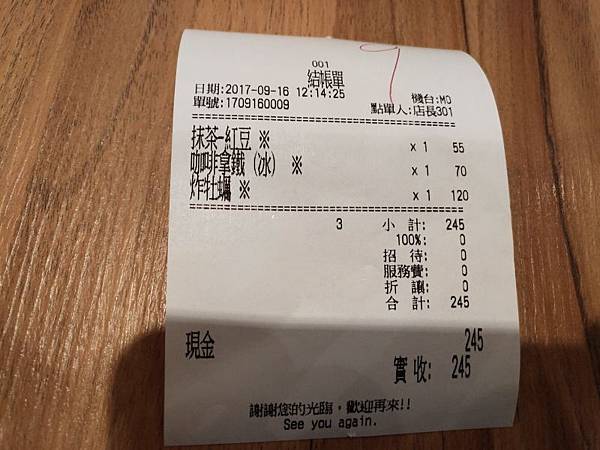 9
001
結帳單
日期:2017-09-16 12:14:25 機台:MO
單號:1709160009 點單人:店長301
抹茶-紅豆 ※ x 1 55
咖啡拿鐵(冰) ※ x 1 70
炸牡蠣 ※ x 1 120
3 小 計: 245
100%: 0
招 待: 0
服務費: 0
折 讓: 0
合 計: 245
現金 245
實 收: 245
謝謝您的光臨，歡迎再來!!
See you again.